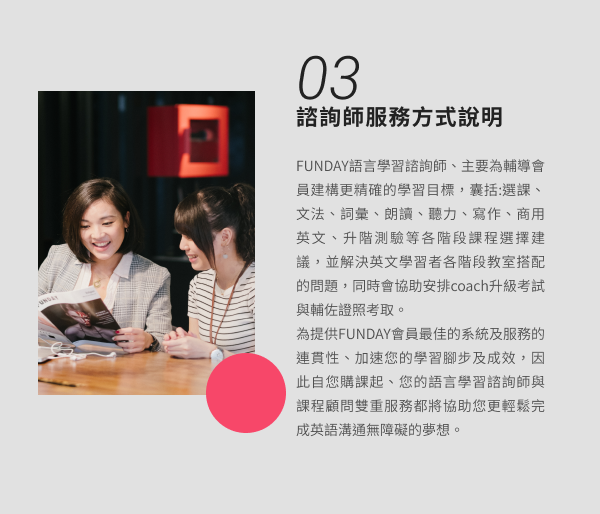 03
諮詢師服務方式說明
FUNDAY語言學習諮詢師、主要為輔導會
員建構更精確的學習目標，囊括:選課、
文法、詞彙、朗讀、聽力、寫作、商用
英文、升階測驗等各階段課程選擇建
議，並解決英文學習者各階段教室搭配
的問題，同時會協助安排coach升級考試
與輔佐證照考取。
為提供FUNDAY會員最佳的系統及服務的
連貫性、加速您的學習腳步及成效，因
此自您購課起、您的語言學習諮詢師與
課程顧問雙重服務都將協助您更輕鬆完
成英語溝通無障礙的夢想。